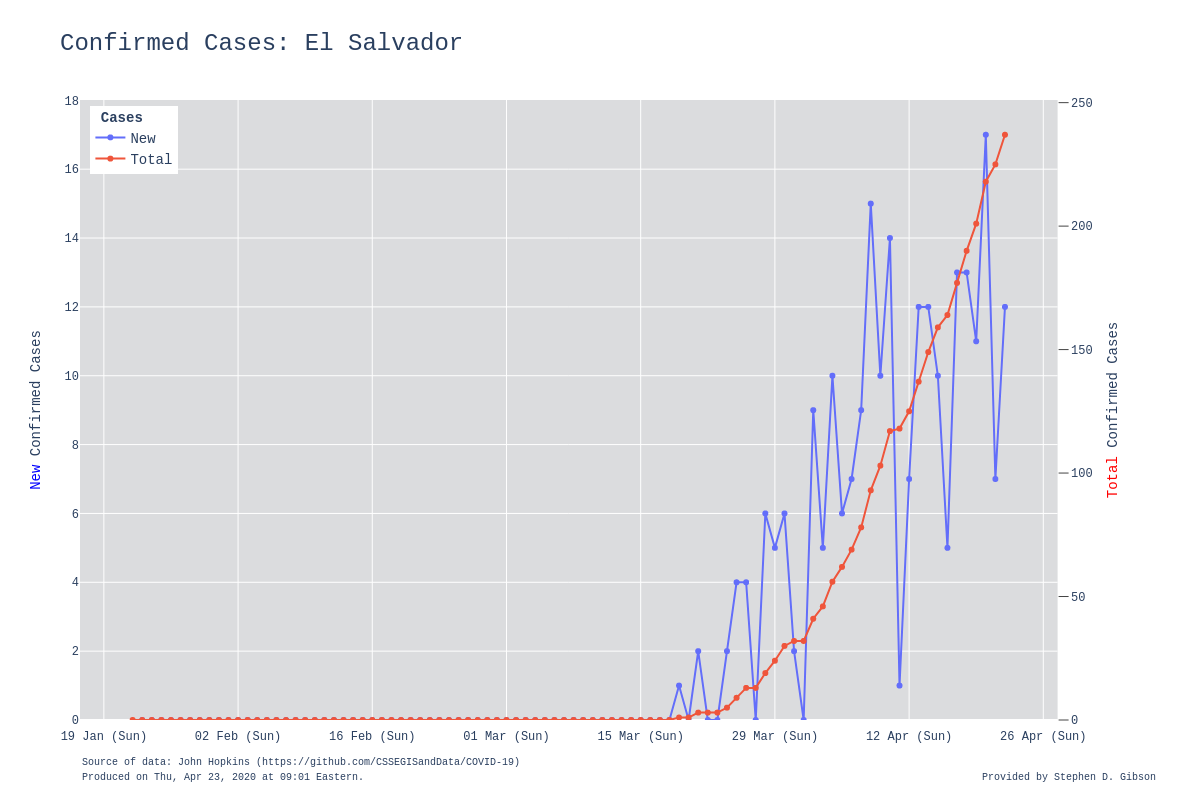 Confirmed Cases: El Salvador
Cases
New
Total
18
16
14
12
10
8
6
4
2
0
250
200
150
100
50
0
New Confirmed Cases
Total Confirmed Cases
19 Jan (Sun)
02 Feb (Sun)
16 Feb (Sun)
01 Mar (Sun)
15 Mar (Sun)
29 Mar (Sun)
12 Apr (Sun)
26 Apr (Sun)
Source of data: John Hopkins (https://github.com/CSSEGISandData/COVID-19)
Produced on Thu, Apr 23, 2020 at 09:01 Eastern.
Provided by Stephen D. Gibson